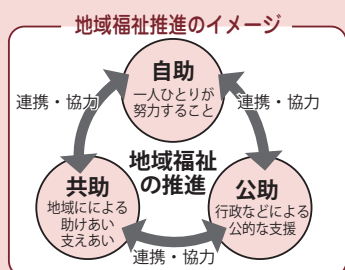 地域福祉推進のイメージ
自助
一人ひとりが
努力すること
連携・協力
連携・協力
地域福祉
の推進
共助
地域にによる
助けあい
支えあい
公助
行政などによる
公的な支援
連携・協力